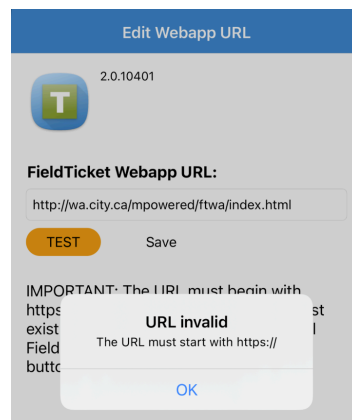 Edit Webapp URL
2.0.10401
T
FieldTicket Webapp URL:
http://wa.city.ca/mpowered/ftwa/index.html
TEST Save
IMPORTANT: The URL must begin with
https
st
exist
Field
butto
URL invalid
The URL must start with https://
OK